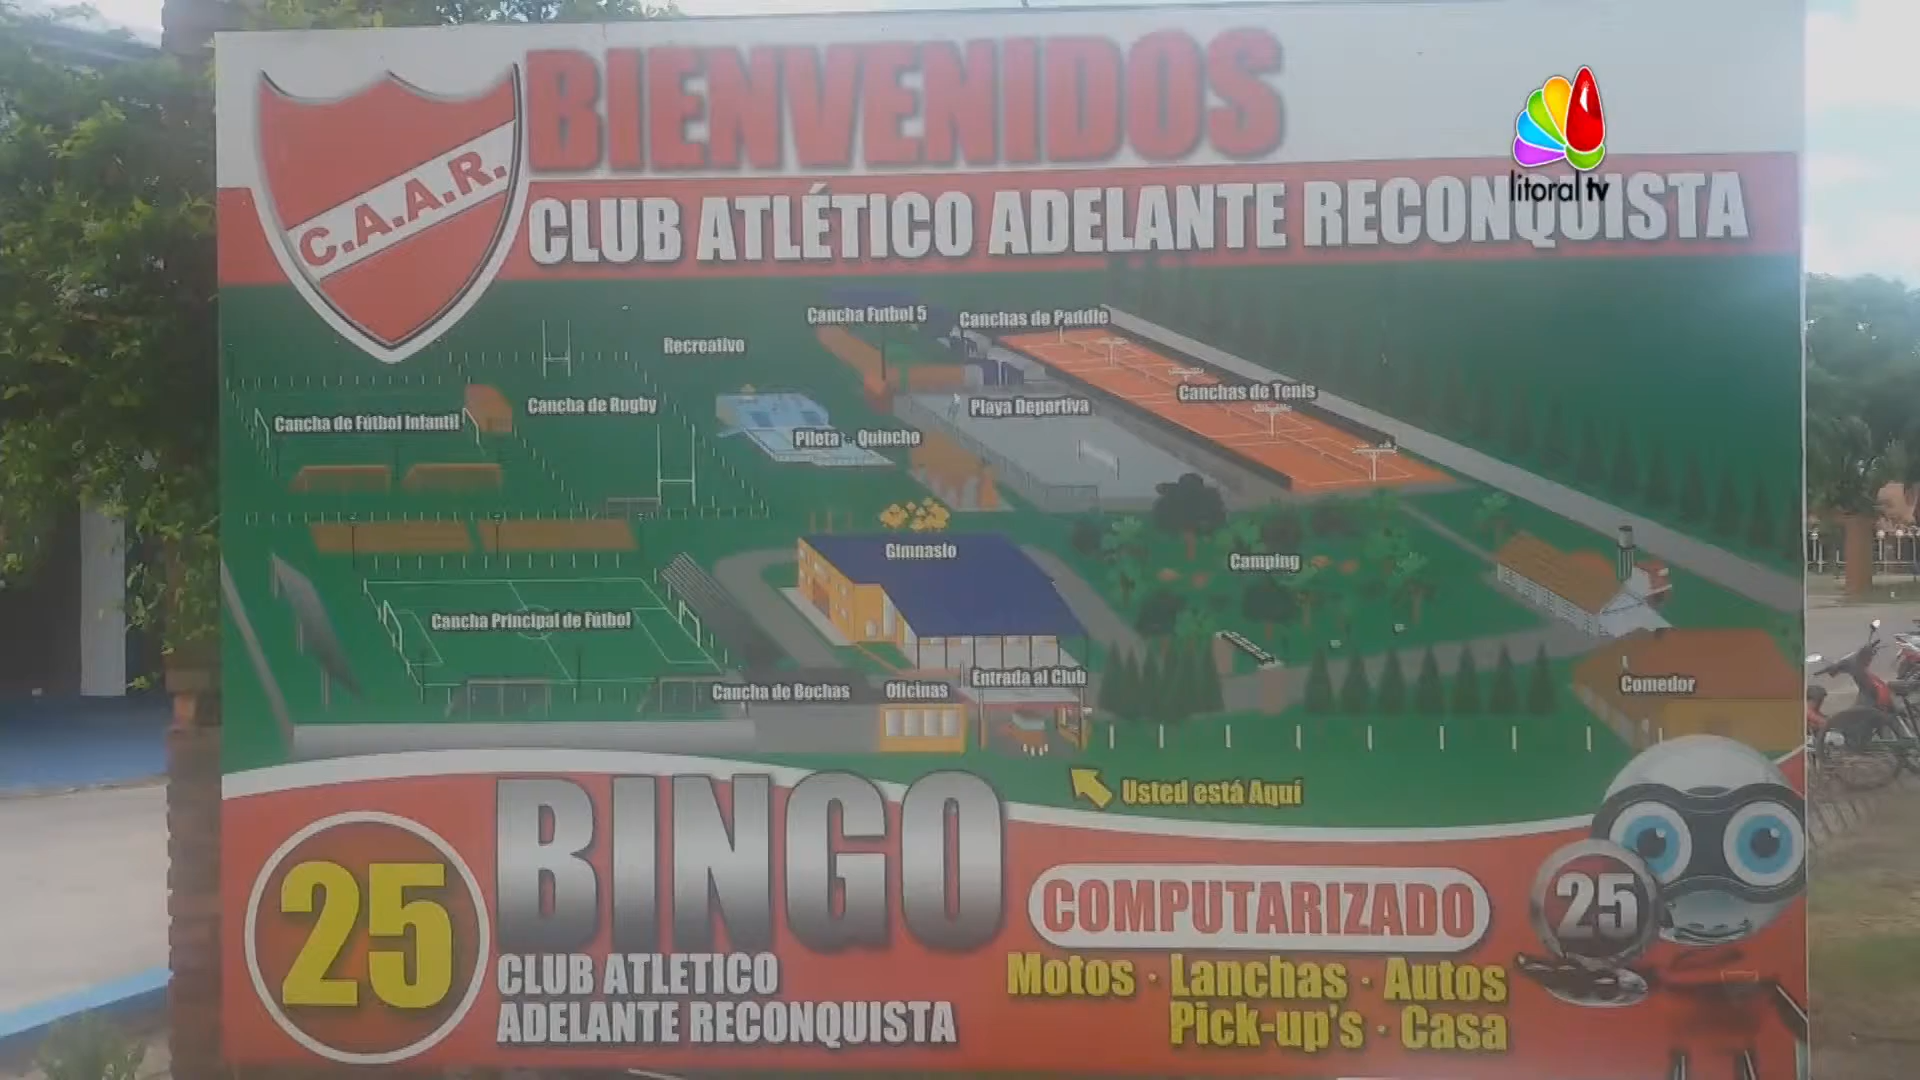 BIENVENIDOS
C.A.A.R.
litoral tv
CLUB ATLÉTICO ADELANTE RECONQUISTA
Cancha Futbol 5
Canchas de Paddle
Recreativo
Canchas de Tenis
Cancha de Fútbol Infantil
Cancha de Rugby
Playa Deportiva
Pileta - Quincho
Gimnasio
Camping
Cancha Principal de Fútbol
Cancha de Bochas
Oficinas
Entrada al Club
Comedor
Usted está Aquí
25
BINGO
CLUB ATLETICO
ADELANTE RECONQUISTA
COMPUTARIZADO
25
Motos · Lanchas · Autos
Pick-up's · Casa